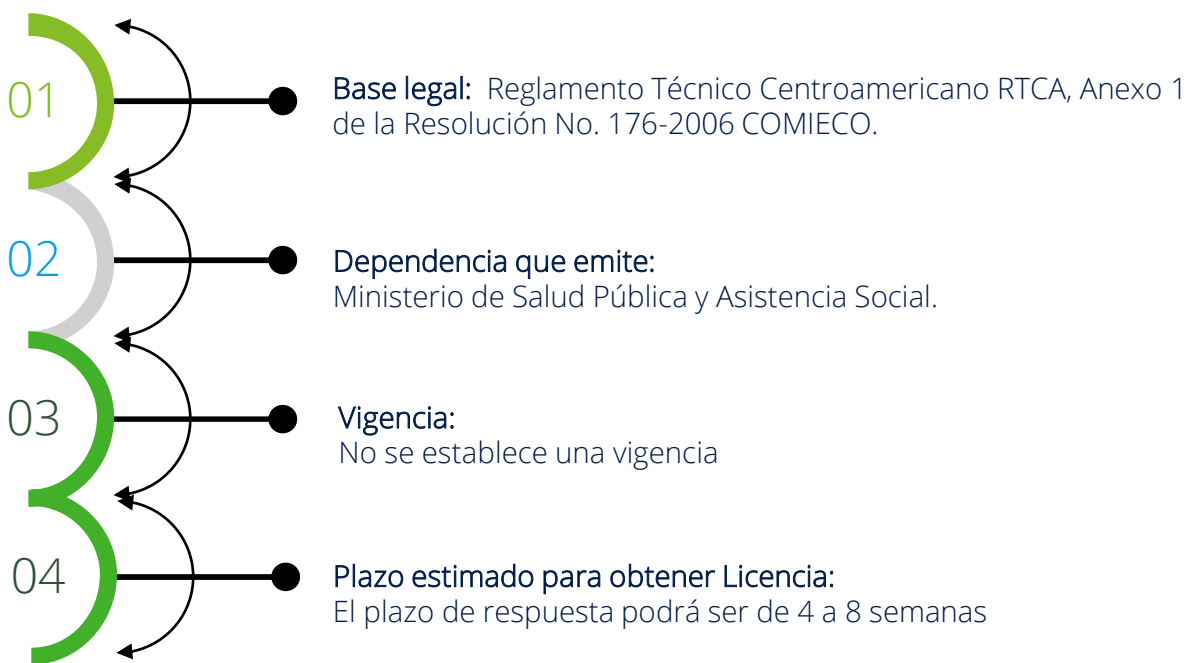 01
Base legal: Reglamento Técnico Centroamericano RTCA, Anexo 1
de la Resolución No. 176-2006 COMIECO.
02
Dependencia que emite:
Ministerio de Salud Pública y Asistencia Social.
03
Vigencia:
No se establece una vigencia
04
Plazo estimado para obtener Licencia:
El plazo de respuesta podrá ser de 4 a 8 semanas